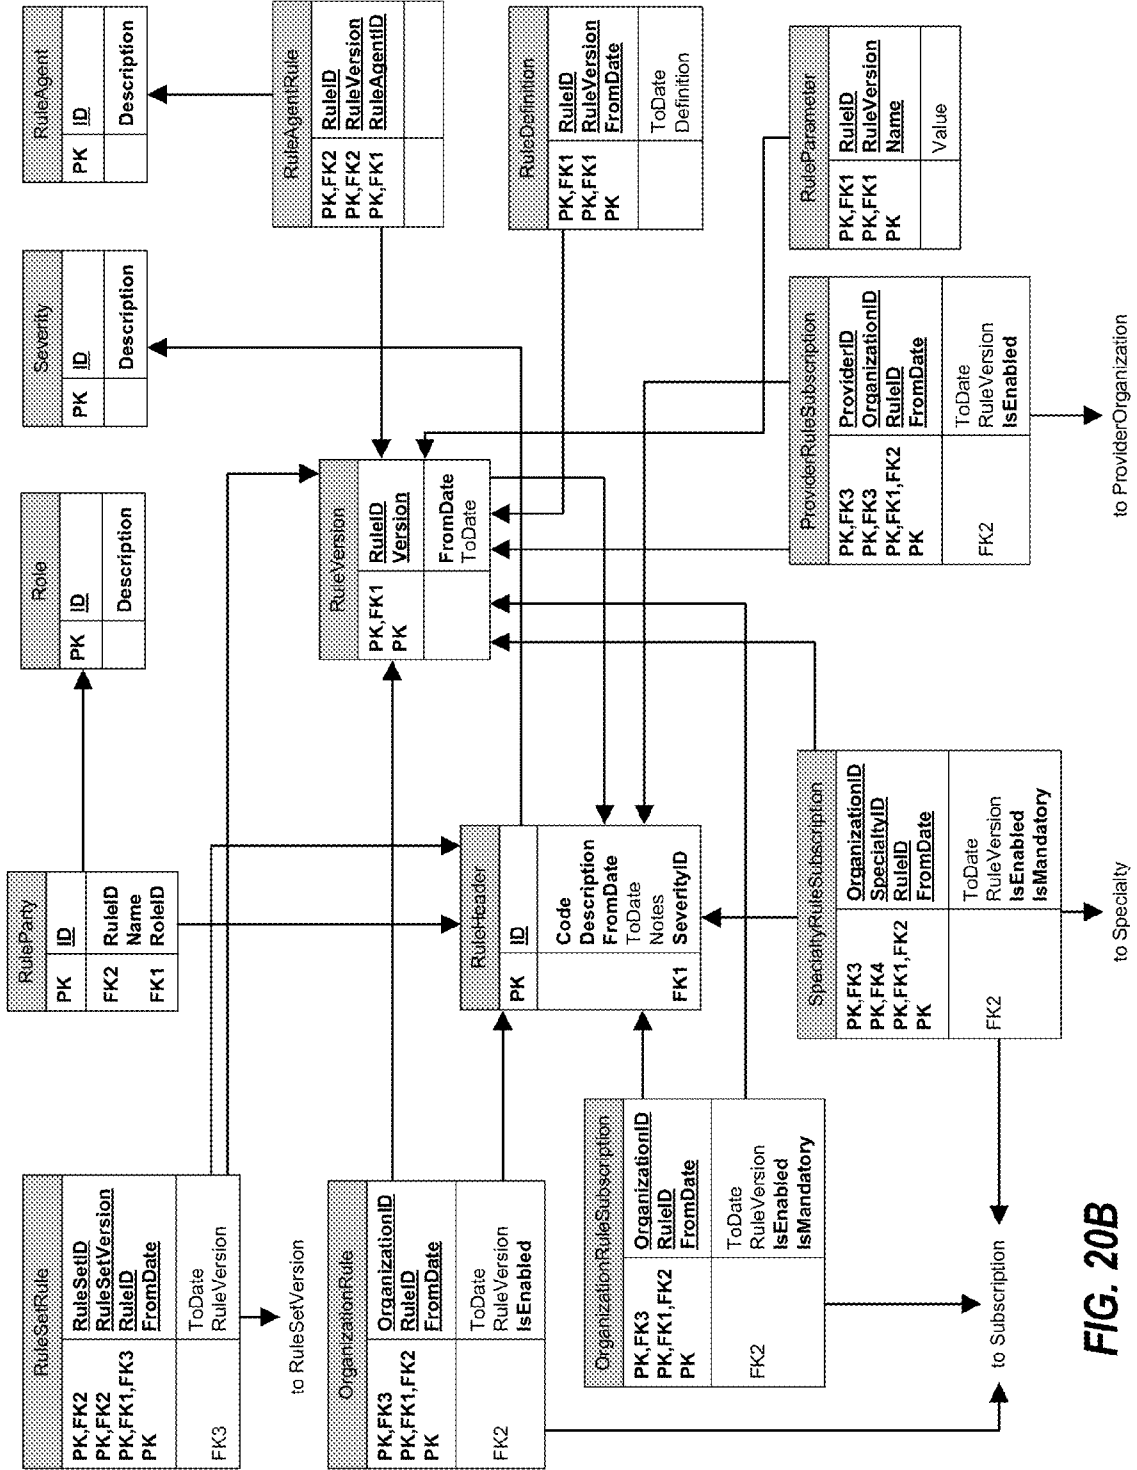 RuleSetRule
PK,FK2 RuleSetID
PK,FK2 RuleSetVersion
PK,FK1,FK3 RuleID
PK FromDate
ToDate
FK3 RuleVersion
to RuleSetVersion
RuleParty
PK ID
FK2 RuleID
Name
FK1 RoleID
Role
PK ID
Description
Severity
PK ID
Description
RuleAgent
PK ID
Description
OrganizaionRule
PK,FK3 OrganizationID
PK,FK1,FK2 RuleID
PK FromDate
ToDate
FK2 RuleVersion
IsEnabled
RuleVersion
PK,FK1 RuleID
PK Version
FromDate
ToDate
RuleAgentRule
PK,FK2 RuleID
PK,FK2 RuleVersion
PK,FK1 RuleAgentID
RuleHeader
PK ID
Code
Description
FromDate
ToDate
Notes
FK1 SeverityID
RuleDefinition
PK,FK1 RuleID
PK,FK1 RuleVersion
PK FromDate
ToDate
Definition
OrganizationRuleSubscription
PK,FK3 OrganizationID
PK,FK1,FK2 RuleID
PK FromDate
ToDate
FK2 RuleVersion
IsEnabled
IsMandatory
SpecialtyRuleSubscription
PK,FK3 OrganizationID
PK,FK4 SpecialtyID
PK,FK1,FK2 RuleID
PK FromDate
ToDate
FK2 RuleVersion
IsEnabled
IsMandatory
ProviderRuleSubscription
PK,FK3 ProviderID
PK,FK3 OrganizationID
PK,FK1,FK2 RuleID
PK FromDate
ToDate
FK2 RuleVersion
IsEnabled
RuleParameter
PK,FK1 RuleID
PK,FK1 RuleVersion
PK Name
Value
to Subscription
to Specialty
to ProviderOrganization
FIG. 20B